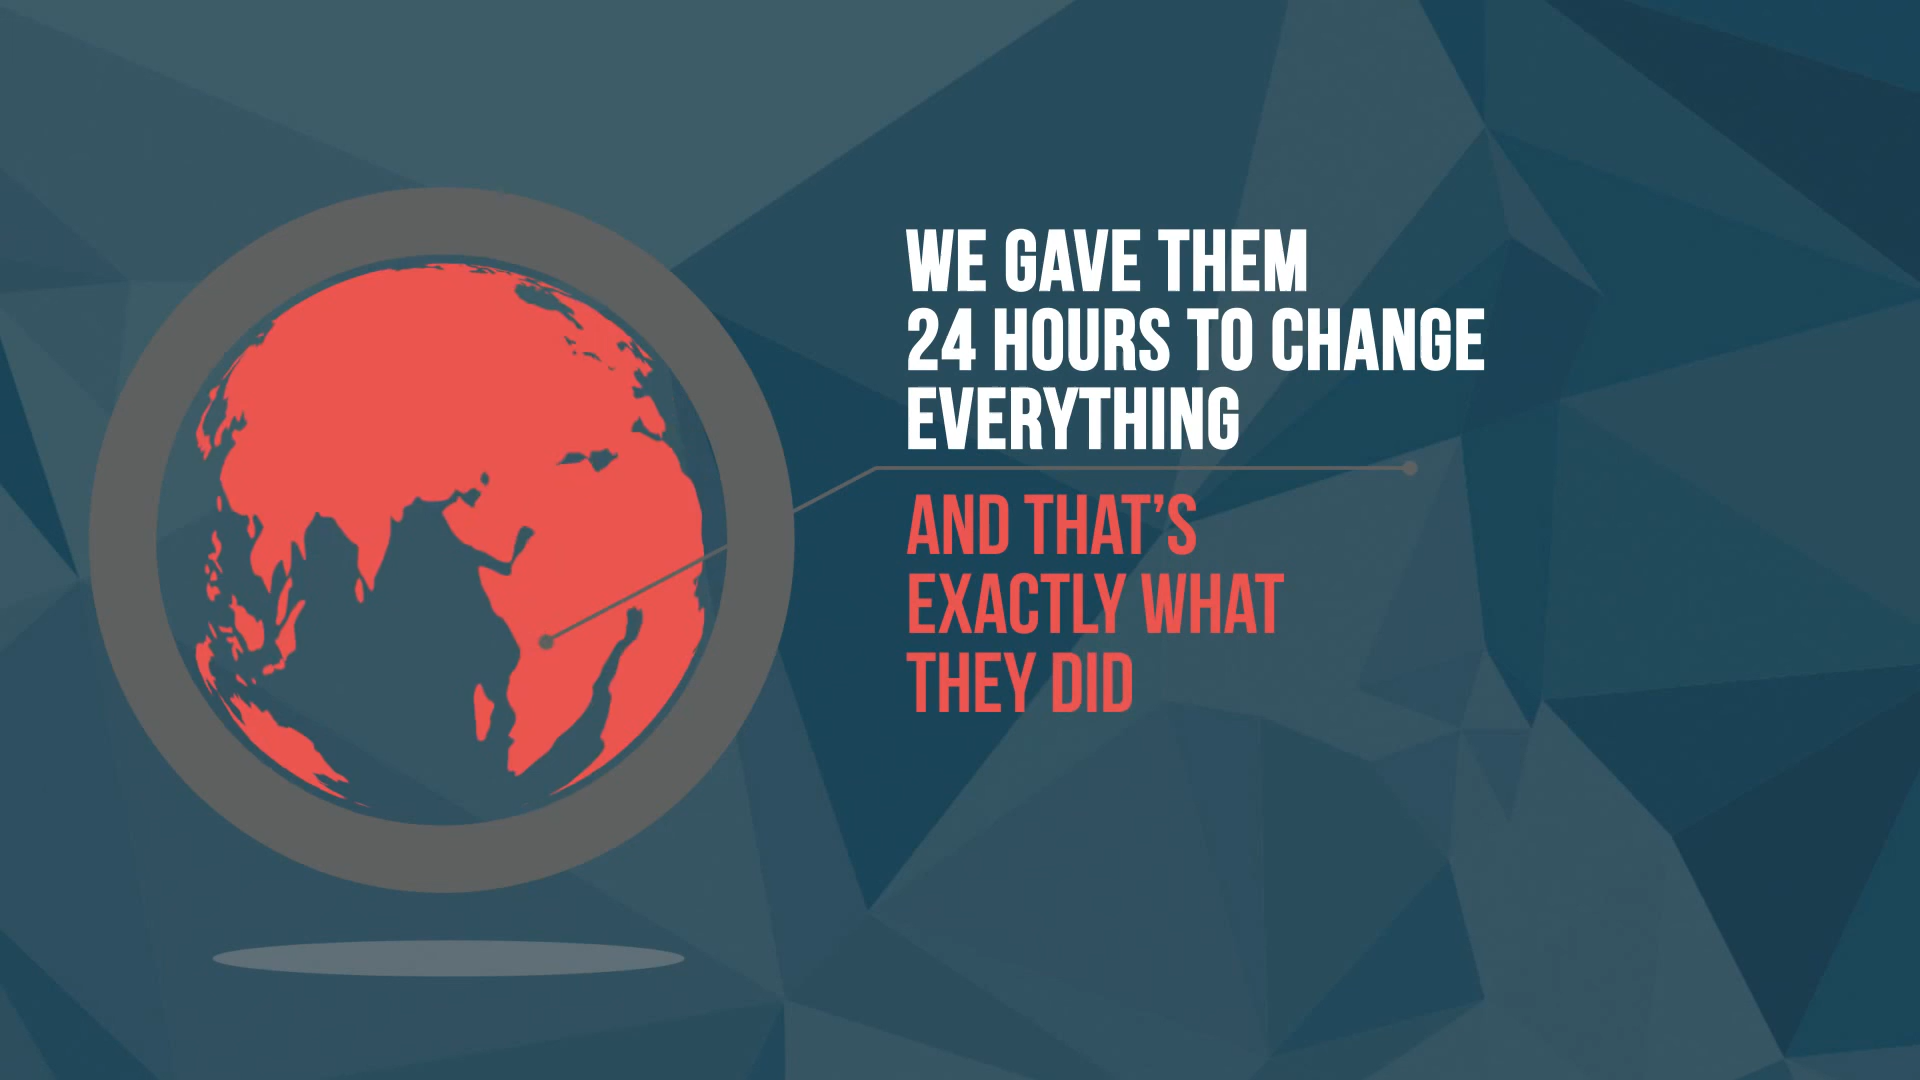 WE GAVE THEM
24 HOURS TO CHANGE
EVERYTHING
AND THAT’S
EXACTLY WHAT
THEY DID